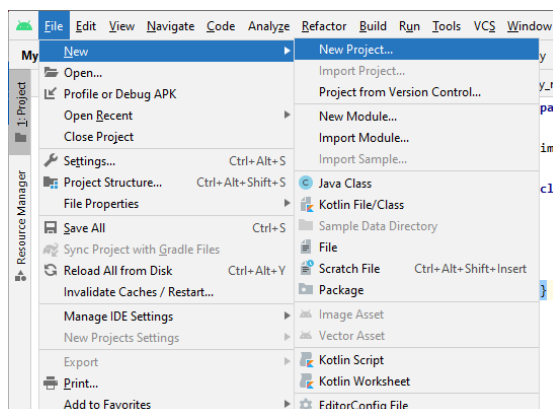 File Edit View Navigate Code Analyze Refactor Build Run Tools VCS Window
My
New
Open...
Profile or Debug APK
Open Recent
Close Project
Settings... Ctrl+Alt+S
Project Structure... Ctrl+Alt+Shift+S
File Properties
Save All Ctrl+S
Sync Project with Gradle Files
Reload All from Disk Ctrl+Alt+Y
Invalidate Caches / Restart...
Manage IDE Settings
New Projects Settings
Export
Print...
Add to Favorites
New Project...
Import Project...
Project from Version Control...
New Module...
Import Module...
Import Sample...
Java Class
Kotlin File/Class
Sample Data Directory
File
Scratch File Ctrl+Alt+Shift+Insert
Package
Image Asset
Vector Asset
Kotlin Script
Kotlin Worksheet
EditorConfig File
1: Project
Resource Manager
y
pa
im
cl
}